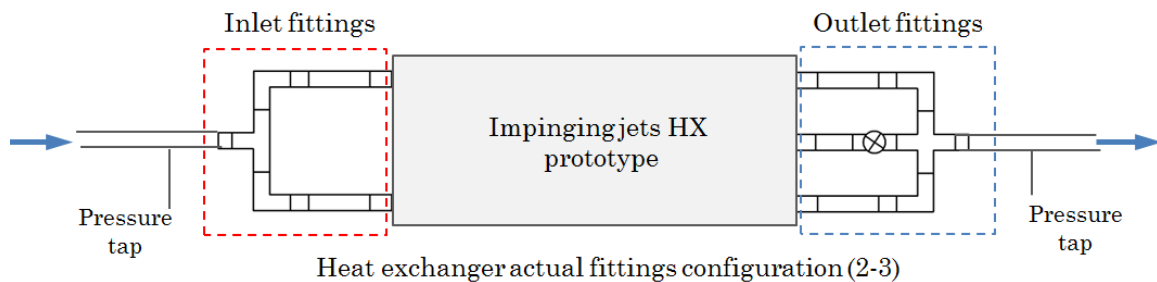 Inlet fittings
Outlet fittings
Impinging jets HX
prototype
Pressure
tap
Pressure
tap
Heat exchanger actual fittings configuration (2-3)